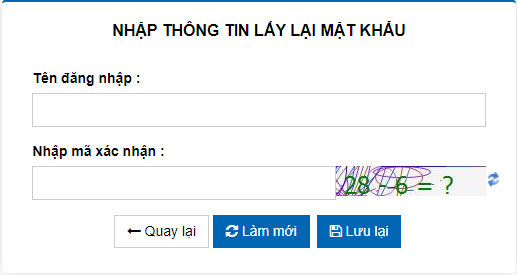 NHẬP THÔNG TIN LẤY LẠI MẬT KHẨU
Tên đăng nhập :
Nhập mã xác nhận :
28 - 6 = ?
Quay lại Làm mới Lưu lại